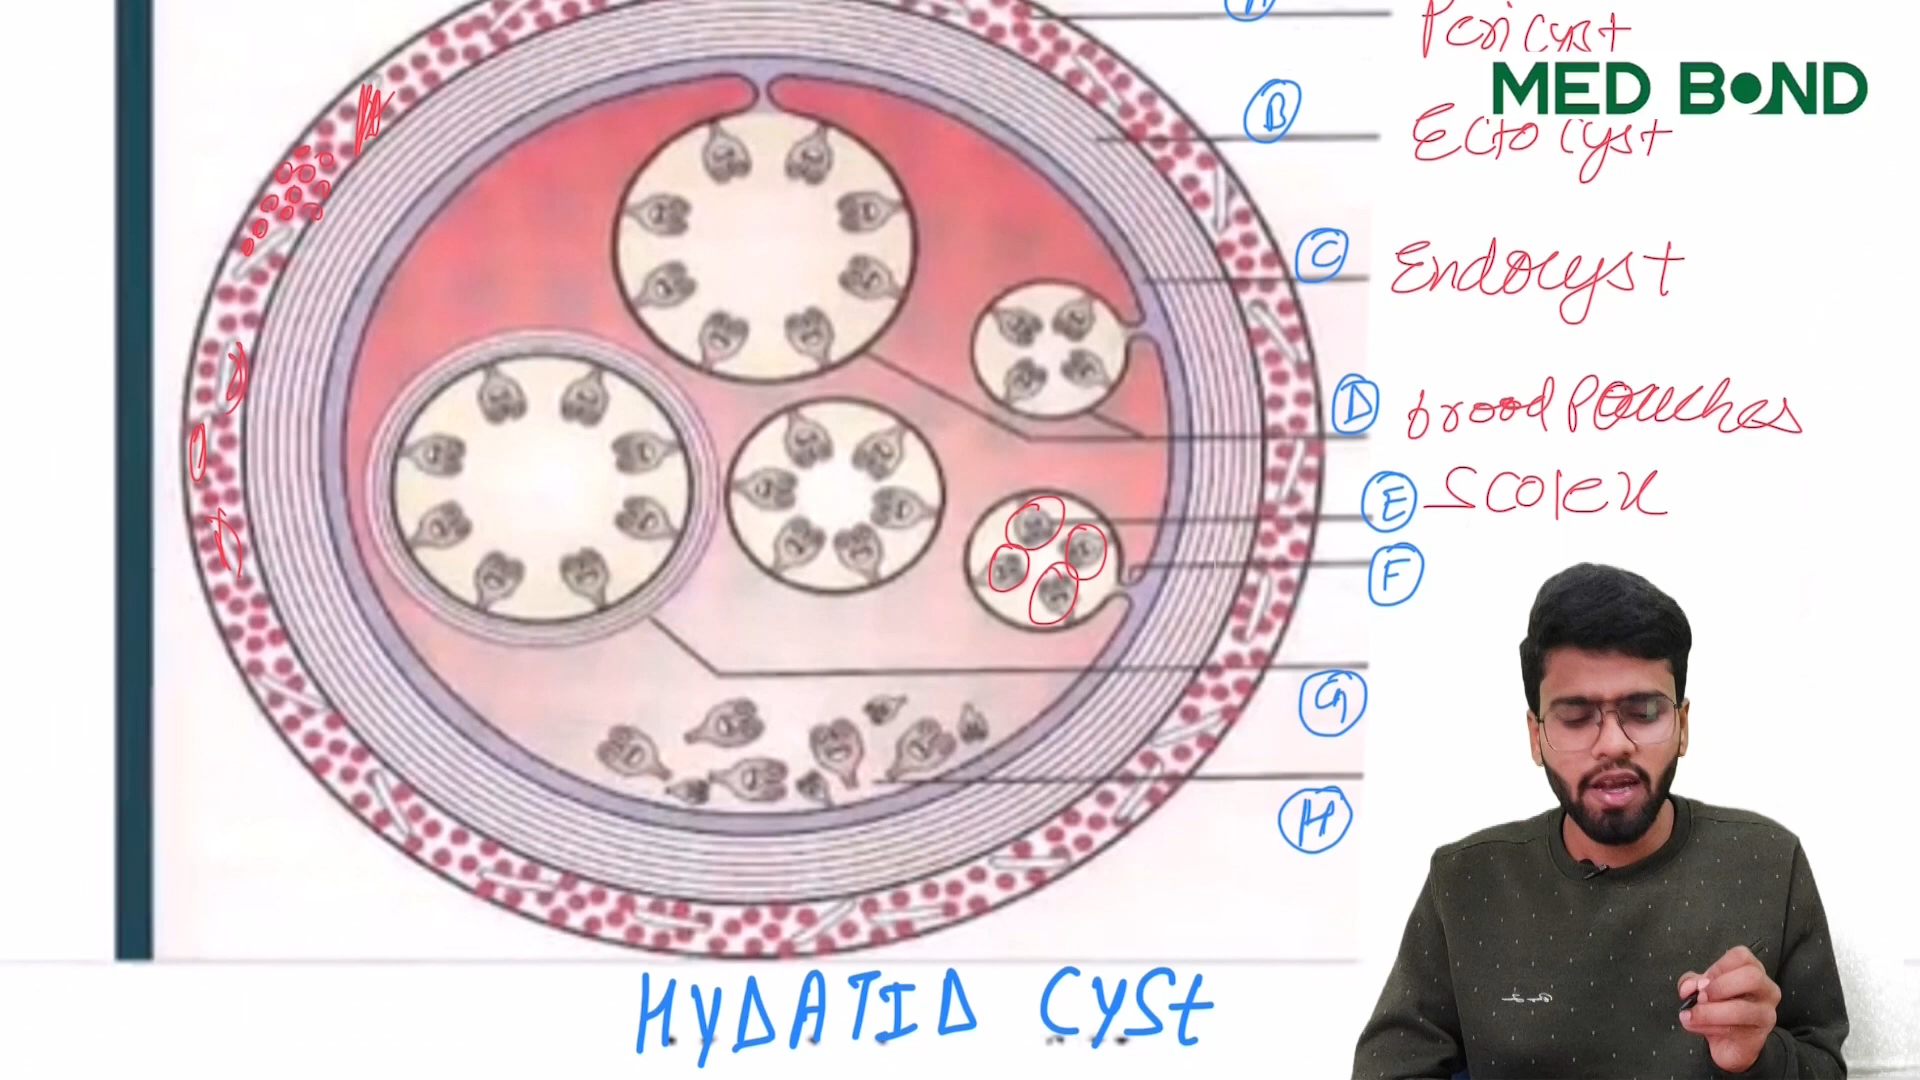 A
Pericyst
MED BOND
B
Ectocyst
C
Endocyst
D
brood Pouches
E
Scolex
F
G
H
HYDATID CYSt